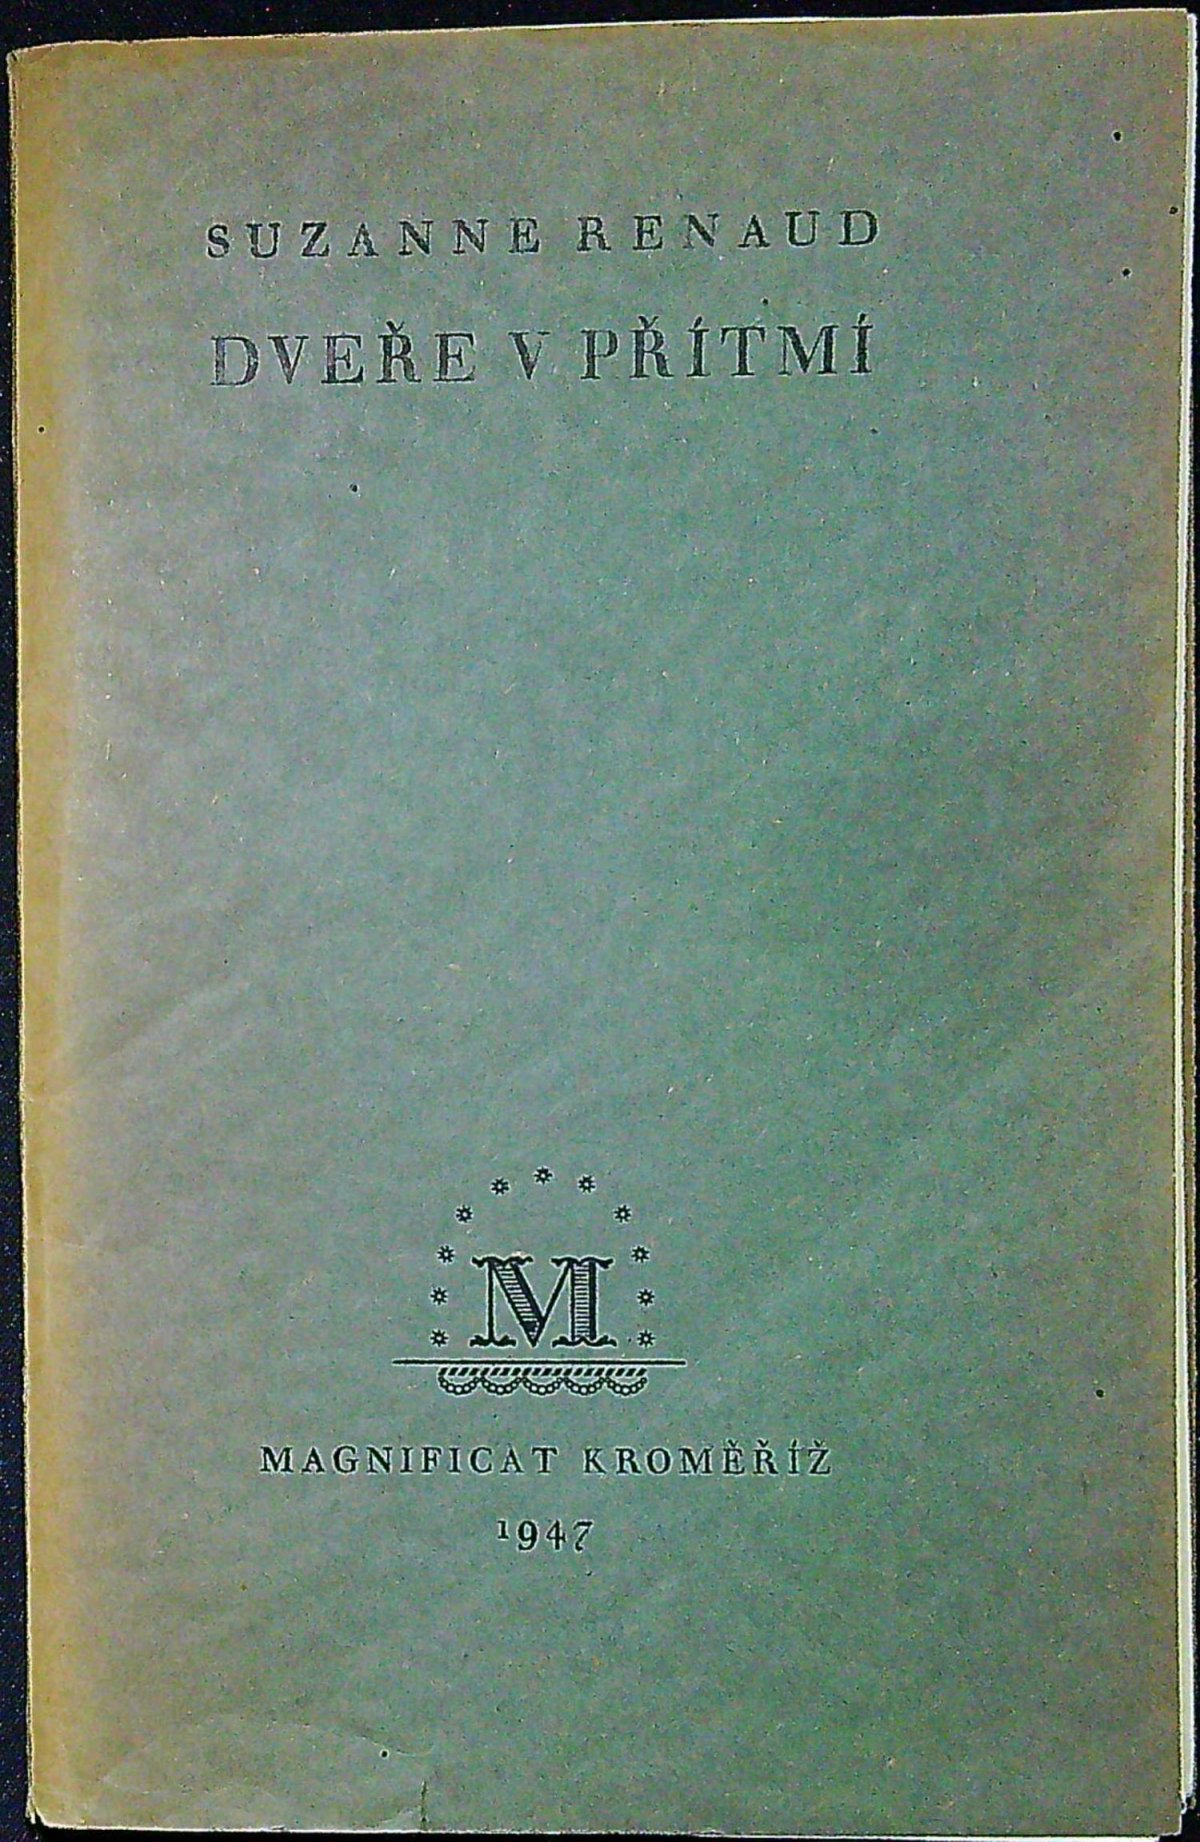 SUZANNE RENAUD
DVEŘE V PŘÍTMÍ
M
MAGNIFICAT KROMĚŘÍŽ
1947